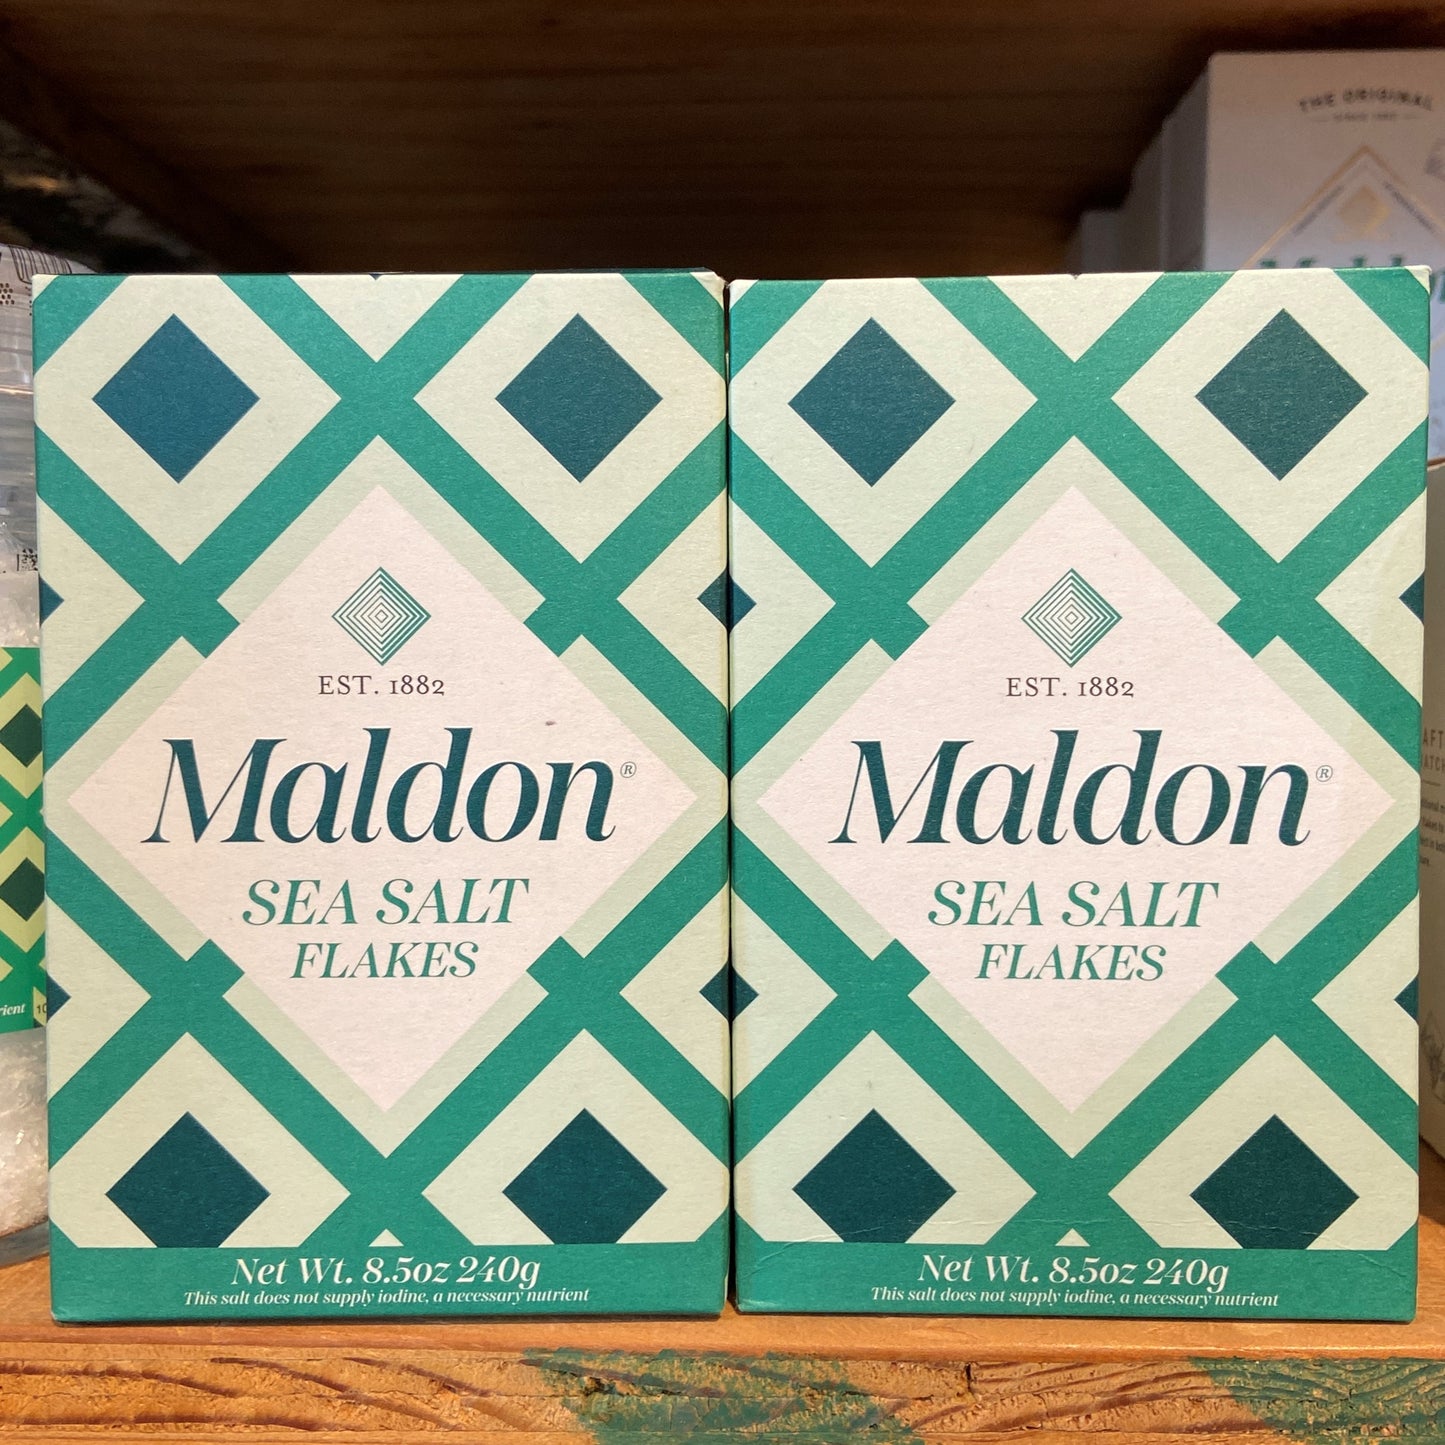 THE ORIGINAL
EST. 1882
Maldon®
SEA SALT
FLAKES
Net Wt. 8.5oz 240g
This salt does not supply iodine, a necessary nutrient
EST. 1882
Maldon®
SEA SALT
FLAKES
Net Wt. 8.5oz 240g
This salt does not supply iodine, a necessary nutrient